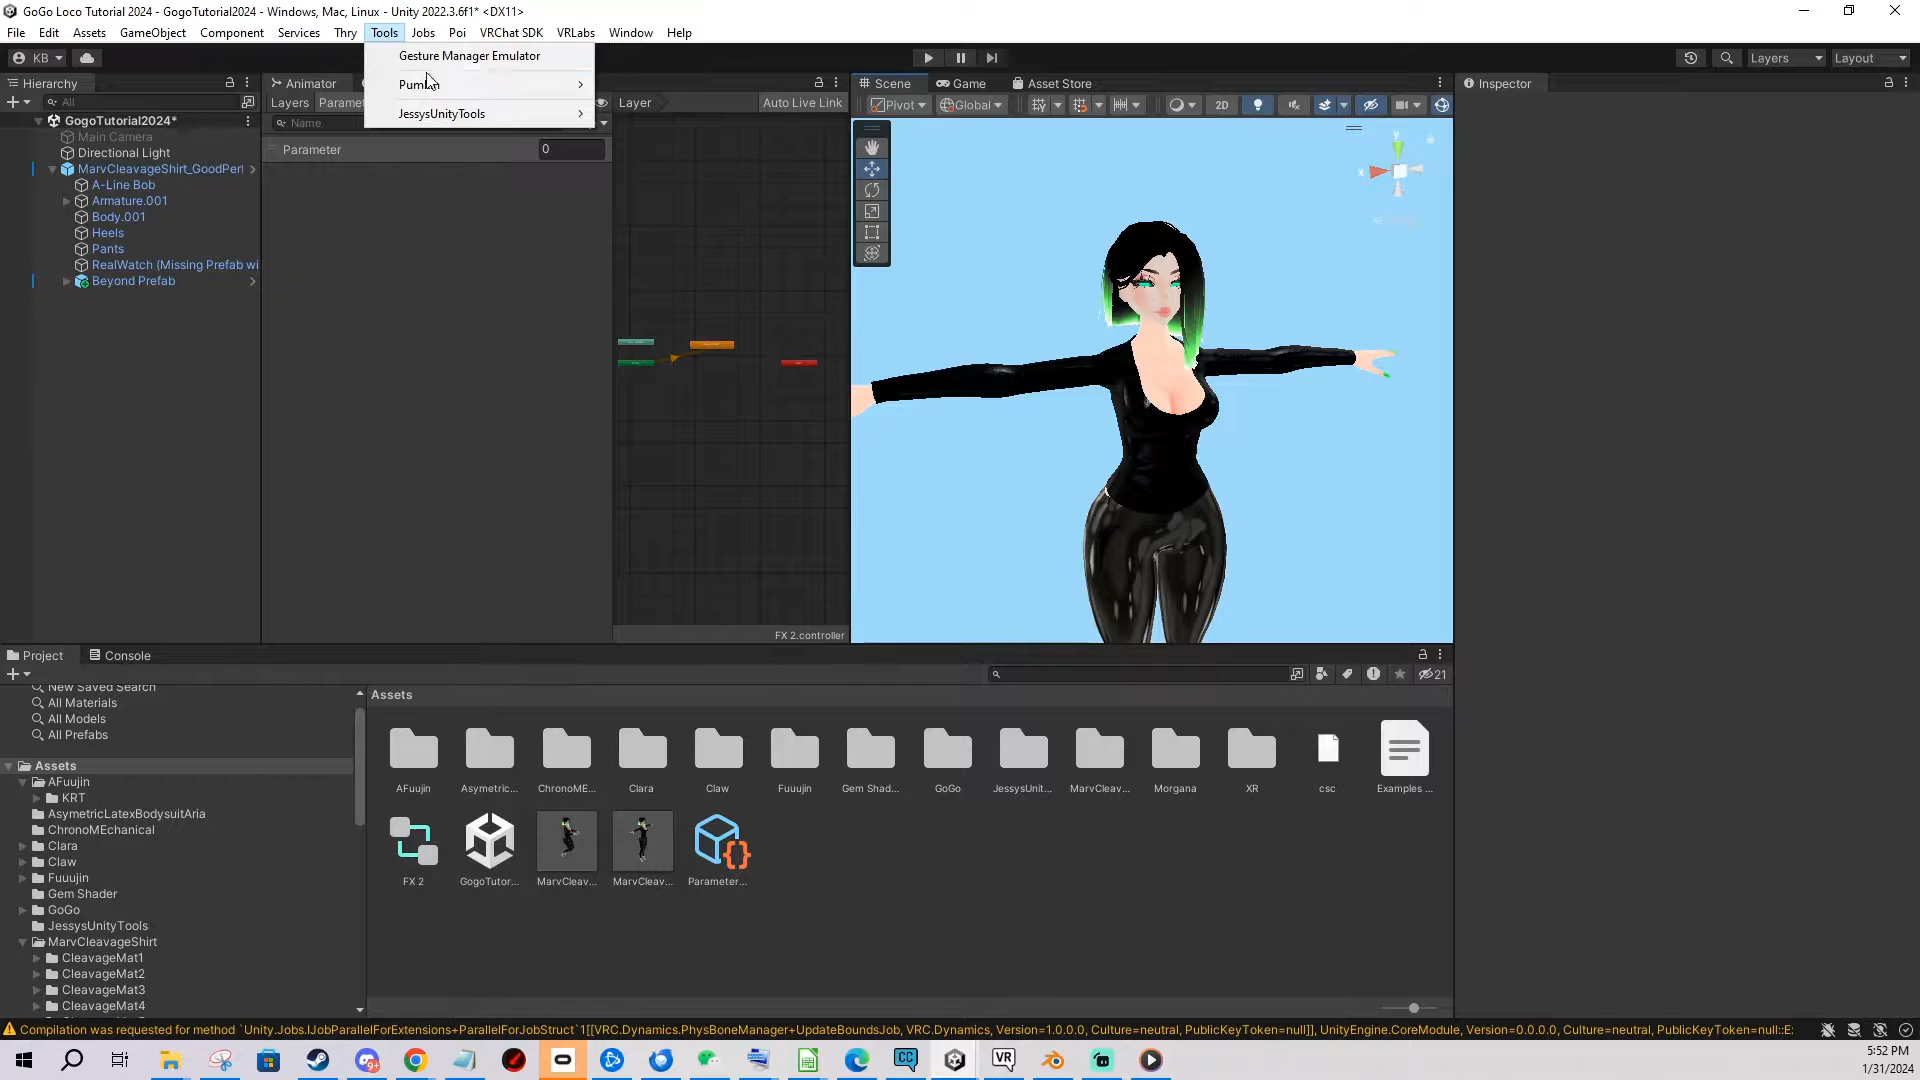 GoGo Loco Tutorial 2024 - GogoTutorial2024 - Windows, Mac, Linux - Unity 2022.3.6f1* <DX11>
File Edit Assets GameObject Component Services Thry Tools Jobs Poi VRChat SDK VRLabs Window Help
KB
Layers Layout
Gesture Manager Emulator
JessysUnityTools
Hierarchy
All
GogoTutorial2024*
Main Camera
Directional Light
MarvCleavageShirt_GoodPerf
A-Line Bob
Armature.001
Body.001
Heels
Pants
RealWatch (Missing Prefab wi
Beyond Prefab
Animator
Layers Paramet
Layer Auto Live Link
Name
Parameter 0
FX 2.controller
Scene Game Asset Store
Pivot Global 2D
y
x
Inspector
Project Console
21
New Saved Search
All Materials
All Models
All Prefabs
Assets
AFuujin
KRT
AsymetricLatexBodysuitAria
ChronoMEchanical
Clara
Claw
Fuuujin
Gem Shader
GoGo
JessysUnityTools
MarvCleavageShirt
CleavageMat1
CleavageMat2
CleavageMat3
CleavageMat4
Assets
AFuujin Asymetric... ChronoME... Clara Claw Fuuujin Gem Shad... GoGo JessysUnit... MarvCleav... Morgana XR csc Examples ...
FX 2 GogoTutor... MarvCleav... MarvCleav... Parameter...
Compilation was requested for method `Unity.Jobs.IJobParallelForExtensions+ParallelForJobStruct`1[[VRC.Dynamics.PhysBoneManager+UpdateBoundsJob, VRC.Dynamics, Version=1.0.0.0, Culture=neutral, PublicKeyToken=null]], UnityEngine.CoreModule, Version=0.0.0.0, Culture=neutral, PublicKeyToken=null::E:
CC
VR
5:52 PM
1/31/2024